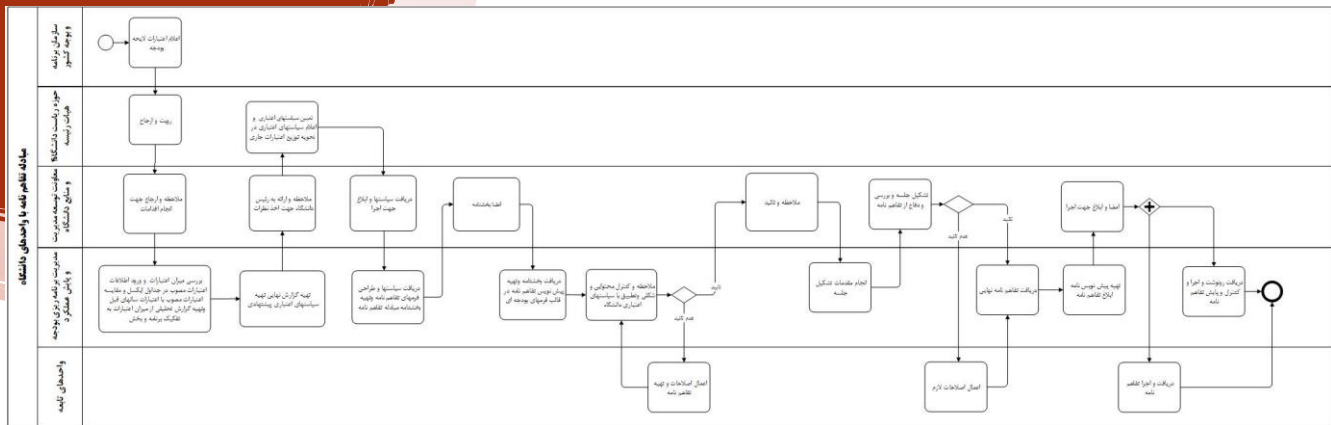 مبادله تفاهم نامه با واحدهای دانشگاه
سازمان برنامه
و بودجه کشور
اعلام اعتبارات لایحه
بودجه
حوزه ریاست دانشگاه/
هیات رئیسه
رویت و ارجاع
تعیین سیاستهای اعتباری و
اعلام سیاستهای اعتباری در
نحویه توزیع اعتبارات جاری
معاونت توسعه مدیریت
و منابع دانشگاه
ملاحظه و ارجاع جهت
انجام اقدامات
ملاحظه و ارائه به رئیس
دانشگاه جهت اخذ نظرات
دریافت سیاستها و ابلاغ
جهت اجرا
امضا بخشنامه
ملاحظه و تائید
تشکیل جلسه و بررسی
و دفاع از تفاهم نامه
تائید
عدم تائید
امضا و ابلاغ جهت اجرا
مدیریت برنامه ریزی بودجه
و پایش عملکرد
بررسی میزان اعتبارات و ورود اطلاعات
اعتبارات مصوب در جداول ایکسل و مقایسه
اعتبارات مصوب با اعتبارات سالهای قبل
وتهیه گزارش تحلیلی از میزان اعتبارات به
تفکیک برنامه و بخش
تهیه گزارش نهایی تهیه
سیاستهای اعتباری پیشنهادی
دریافت سیاستها و طراحی
فرمهای تفاهم نامه وتهیه
بخشنامه مبادله تفاهم نامه
دریافت بخشنامه وتهیه
پیش نویس تفاهم نامه در
قالب فرمهای بودجه ای
ملاحظه و کنترل محتوایی و
شکلی وتطبیق با سیاستهای
اعتباری دانشگاه
تائید
عدم تائید
انجام مقدمات تشکیل
جلسه
دریافت تفاهم نامه نهایی
تهیه پیش نویس نامه
ابلاغ تفاهم نامه
دریافت رونوشت و اجرا و
کنترل و پایش تفاهم
نامه
واحدهای تابعه
اعمال اصلاحات و تهیه
تفاهم نامه
اعمال اصلاحات لازم
دریافت و اجرا تفاهم
نامه